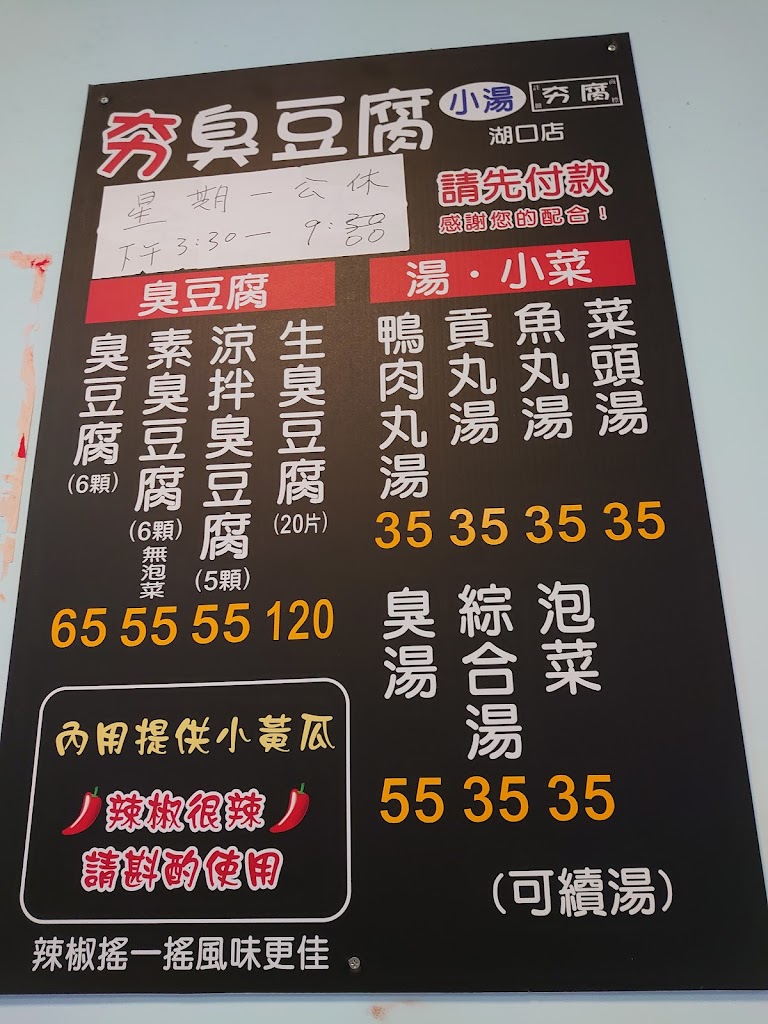 夯臭豆腐
小湯
夯腐
湖口店
星期一公休
下午3:30— 9:30
00
請先付款
感謝您的配合！
臭豆腐
臭豆腐(6顆)
65
素臭豆腐(6顆)無泡菜
55
涼拌臭豆腐(5顆)
55
生臭豆腐(20片)
120
湯・小菜
鴨肉丸湯
35
貢丸湯
35
魚丸湯
35
菜頭湯
35
臭湯
55
綜合湯
35
泡菜
35
(可續湯)
內用提供小黃瓜
辣椒很辣
請斟酌使用
辣椒搖一搖風味更佳